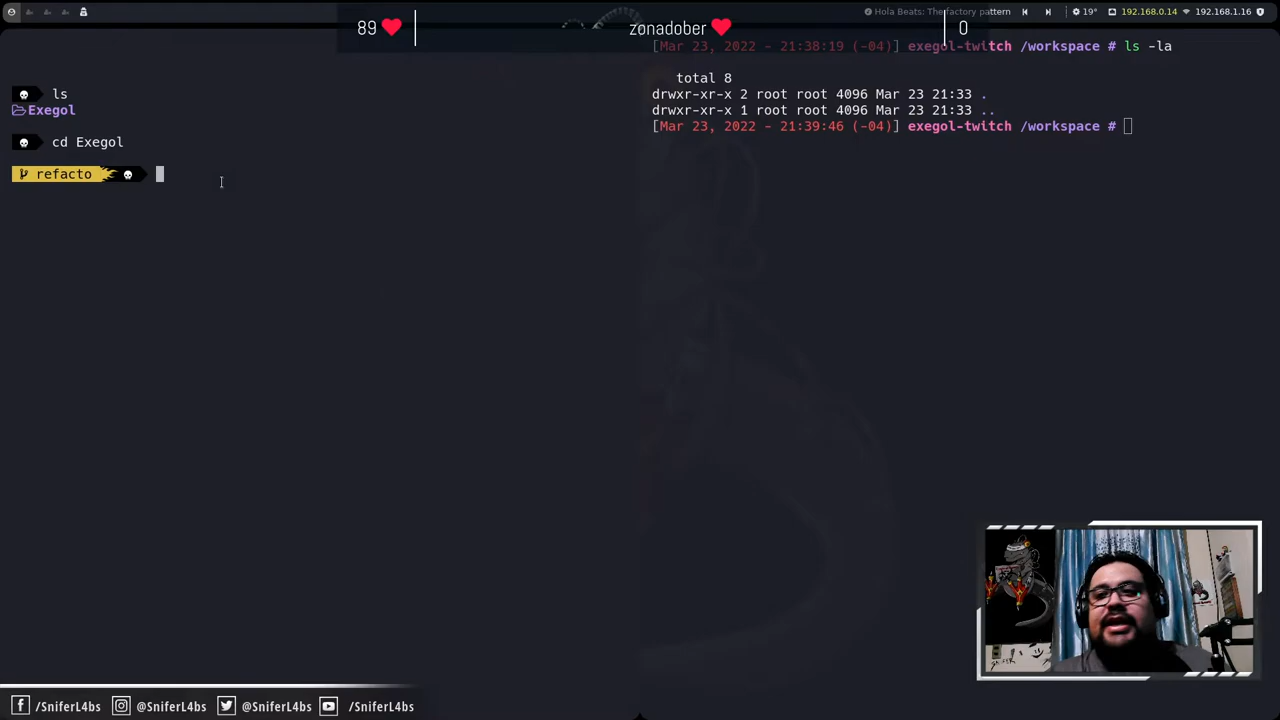 Hola Beats: The factory pattern
19°
192.168.0.14
192.168.1.16
89
zonadober
0
ls
Exegol
cd Exegol
refacto
[Mar 23, 2022 - 21:38:19 (-04)] exegol-twitch /workspace # ls -la
total 8
drwxr-xr-x 2 root root 4096 Mar 23 21:33 .
drwxr-xr-x 1 root root 4096 Mar 23 21:33 ..
[Mar 23, 2022 - 21:39:46 (-04)] exegol-twitch /workspace #
/SniferL4bs
@SniferL4bs
@SniferL4bs
/SniferL4bs